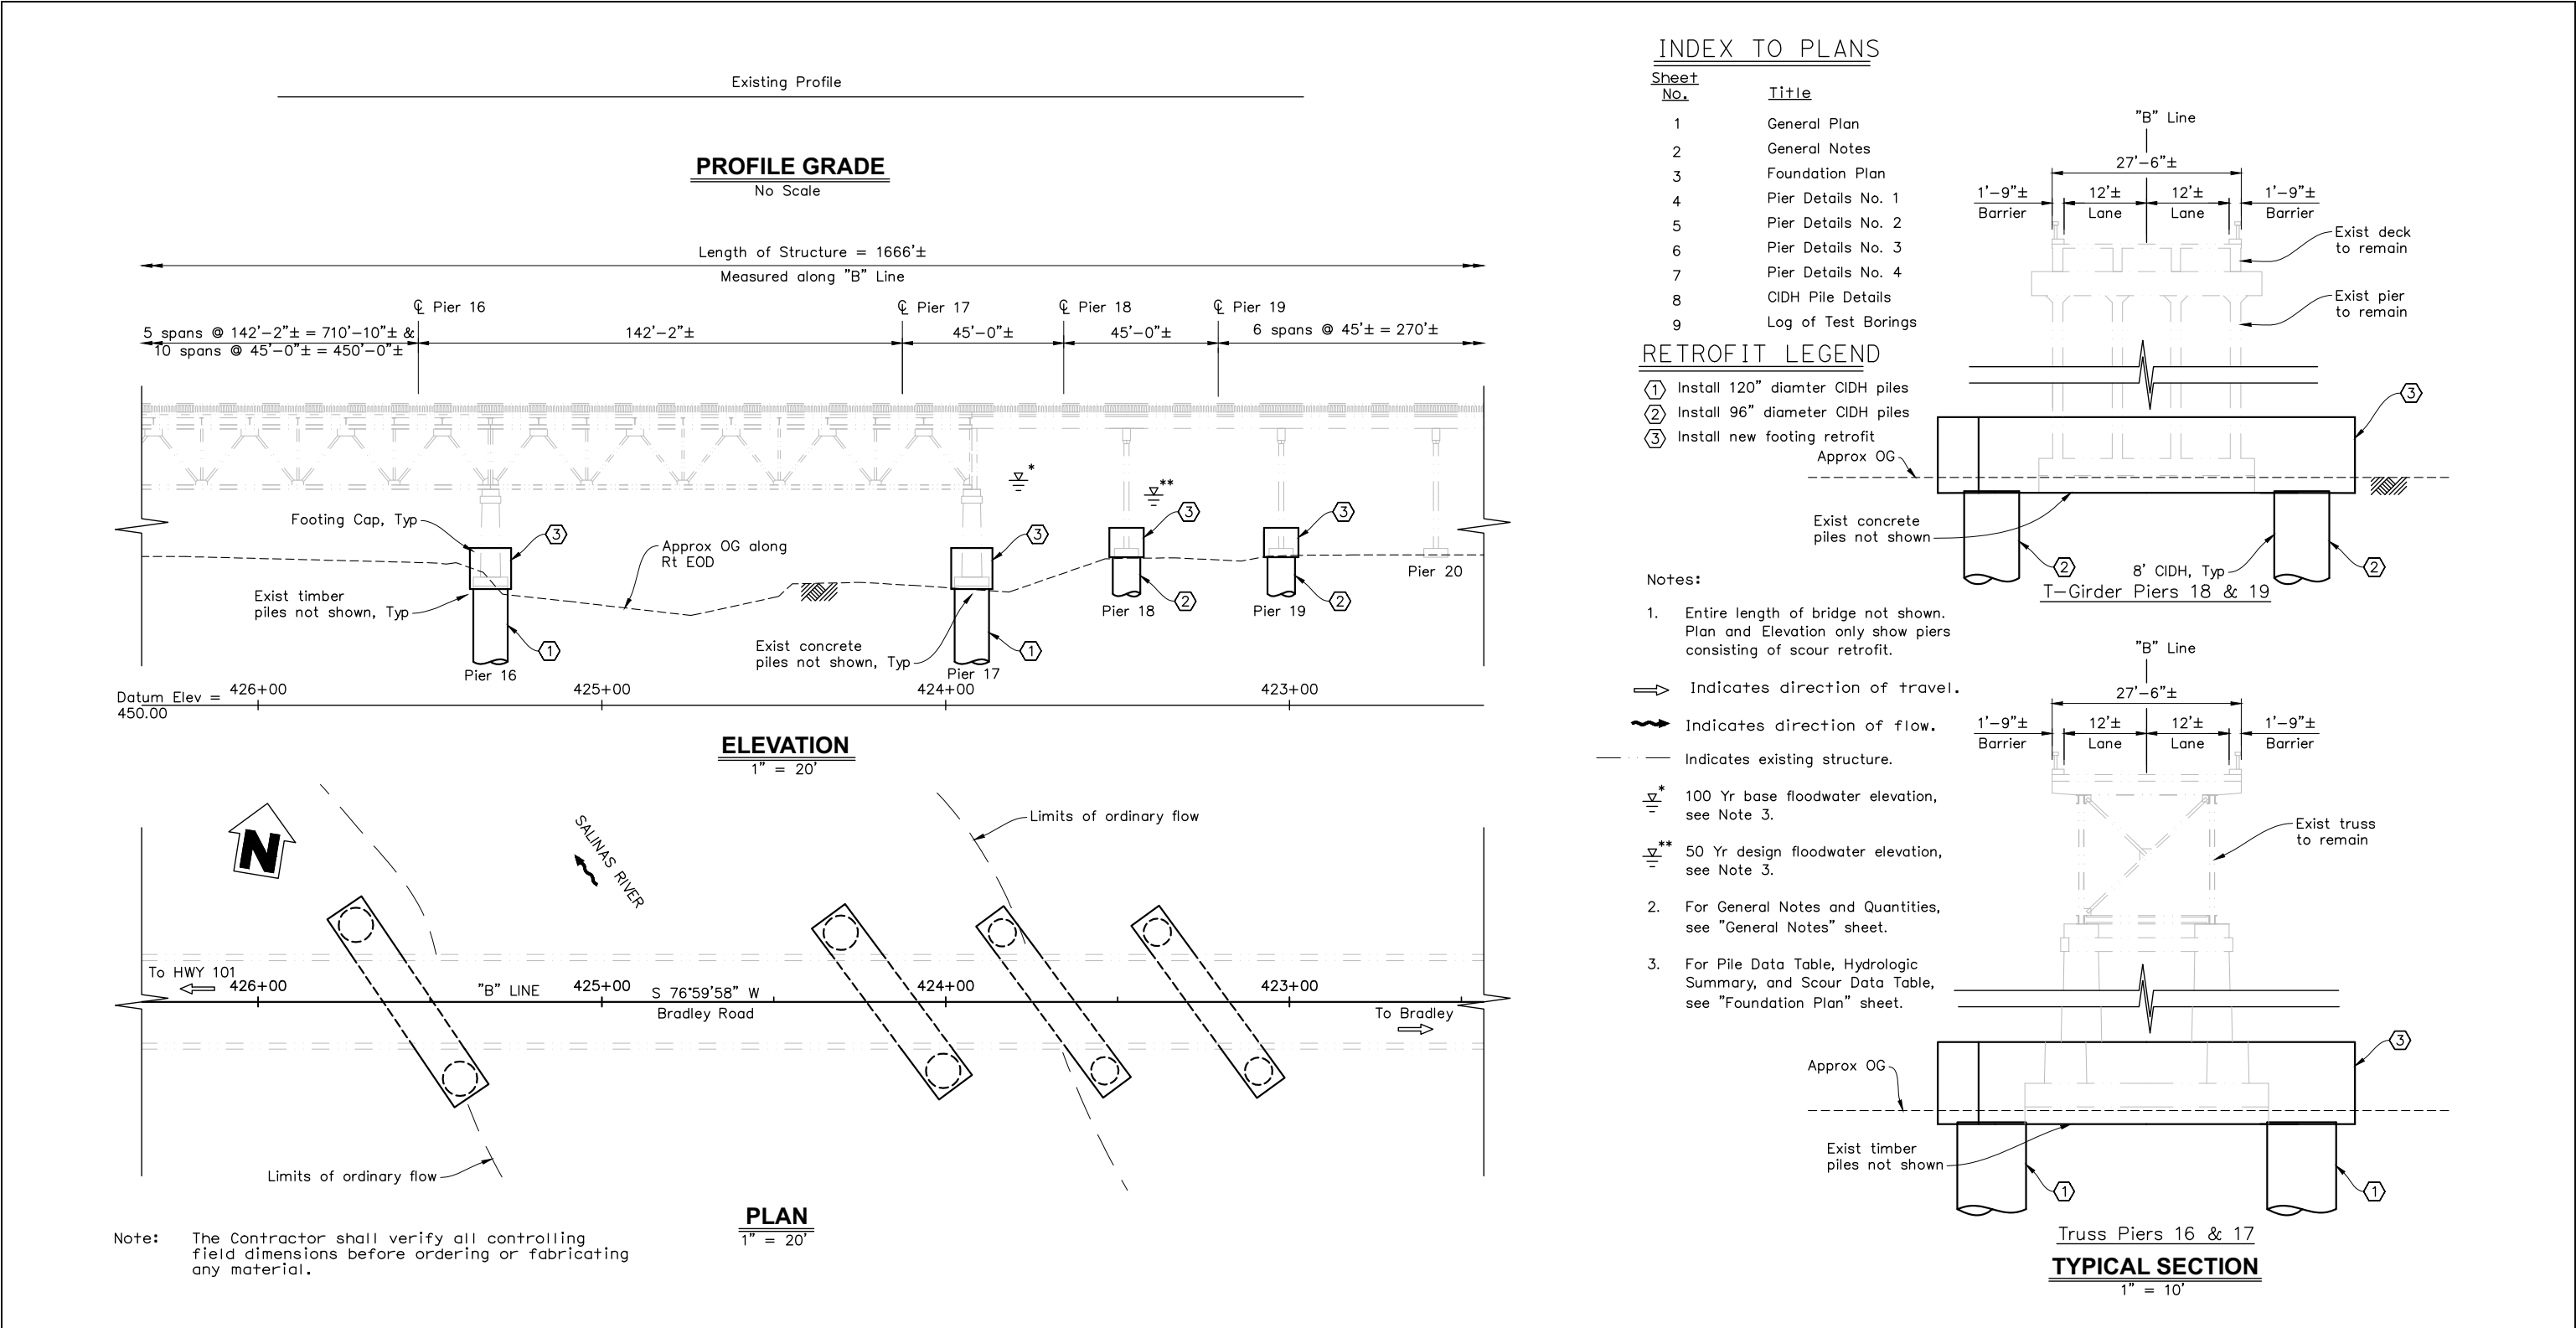 Existing Profile
PROFILE GRADE
No Scale
Length of Structure = 1666'±
Measured along "B" Line
℄ Pier 16
℄ Pier 17
℄ Pier 18
℄ Pier 19
5 spans @ 142'-2"± = 710'-10"± &
10 spans @ 45'-0"± = 450'-0"±
142'-2"±
45'-0"±
45'-0"±
6 spans @ 45'± = 270'±
*
**
Footing Cap, Typ
3
Approx OG along
Rt EOD
3
3
3
Exist timber
piles not shown, Typ
Exist concrete
piles not shown, Typ
1
1
2
2
Pier 16
Pier 17
Pier 18
Pier 19
Pier 20
Datum Elev =
450.00
426+00
425+00
424+00
423+00
ELEVATION
1" = 20'
N
SALINAS RIVER
Limits of ordinary flow
To HWY 101
426+00
"B" LINE
425+00
S 76°59'58" W
Bradley Road
424+00
423+00
To Bradley
Limits of ordinary flow
PLAN
1" = 20'
Note: The Contractor shall verify all controlling
field dimensions before ordering or fabricating
any material.
INDEX TO PLANS
Sheet
No. Title
1 General Plan
2 General Notes
3 Foundation Plan
4 Pier Details No. 1
5 Pier Details No. 2
6 Pier Details No. 3
7 Pier Details No. 4
8 CIDH Pile Details
9 Log of Test Borings
RETROFIT LEGEND
1 Install 120" diamter CIDH piles
2 Install 96" diameter CIDH piles
3 Install new footing retrofit
Notes:
1. Entire length of bridge not shown.
Plan and Elevation only show piers
consisting of scour retrofit.
Indicates direction of travel.
Indicates direction of flow.
Indicates existing structure.
* 100 Yr base floodwater elevation,
see Note 3.
** 50 Yr design floodwater elevation,
see Note 3.
2. For General Notes and Quantities,
see "General Notes" sheet.
3. For Pile Data Table, Hydrologic
Summary, and Scour Data Table,
see "Foundation Plan" sheet.
"B" Line
27'-6"±
1'-9"±
Barrier
12'±
Lane
12'±
Lane
1'-9"±
Barrier
Exist deck
to remain
Exist pier
to remain
3
Approx OG
Exist concrete
piles not shown
2
8' CIDH, Typ
2
T-Girder Piers 18 & 19
"B" Line
27'-6"±
1'-9"±
Barrier
12'±
Lane
12'±
Lane
1'-9"±
Barrier
Exist truss
to remain
3
Approx OG
Exist timber
piles not shown
1
1
Truss Piers 16 & 17
TYPICAL SECTION
1" = 10'